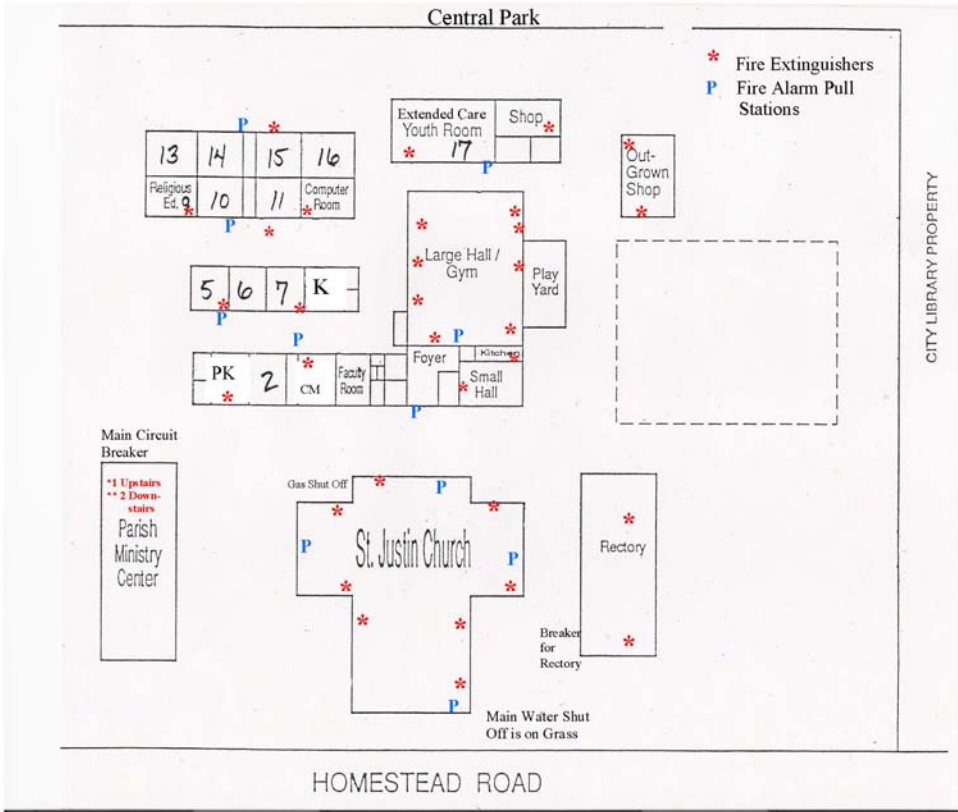 Central Park
* Fire Extinguishers
P Fire Alarm Pull
Stations
P *
13 14 15 16
Religious
Ed. 9 * 10 11 * Computer
Room
P *
Extended Care
Youth Room
* 17
Shop
*
P
*
Out-
Grown
Shop
*
CITY LIBRARY PROPERTY
* * *
Large Hall /
Gym
* * * * *
P
Play
Yard
5 6 7 K
* *
P
P
PK 2 * CM
*
Faculty
Room
Foyer
Kitchen *
* Small
Hall
P
Main Circuit
Breaker
*1 Upstairs
** 2 Down-
stairs
Parish
Ministry
Center
Gas Shut Off
* P *
*
P St. Justin Church P
* *
* *
*
P
*
Rectory
*
Breaker
for
Rectory
Main Water Shut
Off is on Grass
HOMESTEAD ROAD